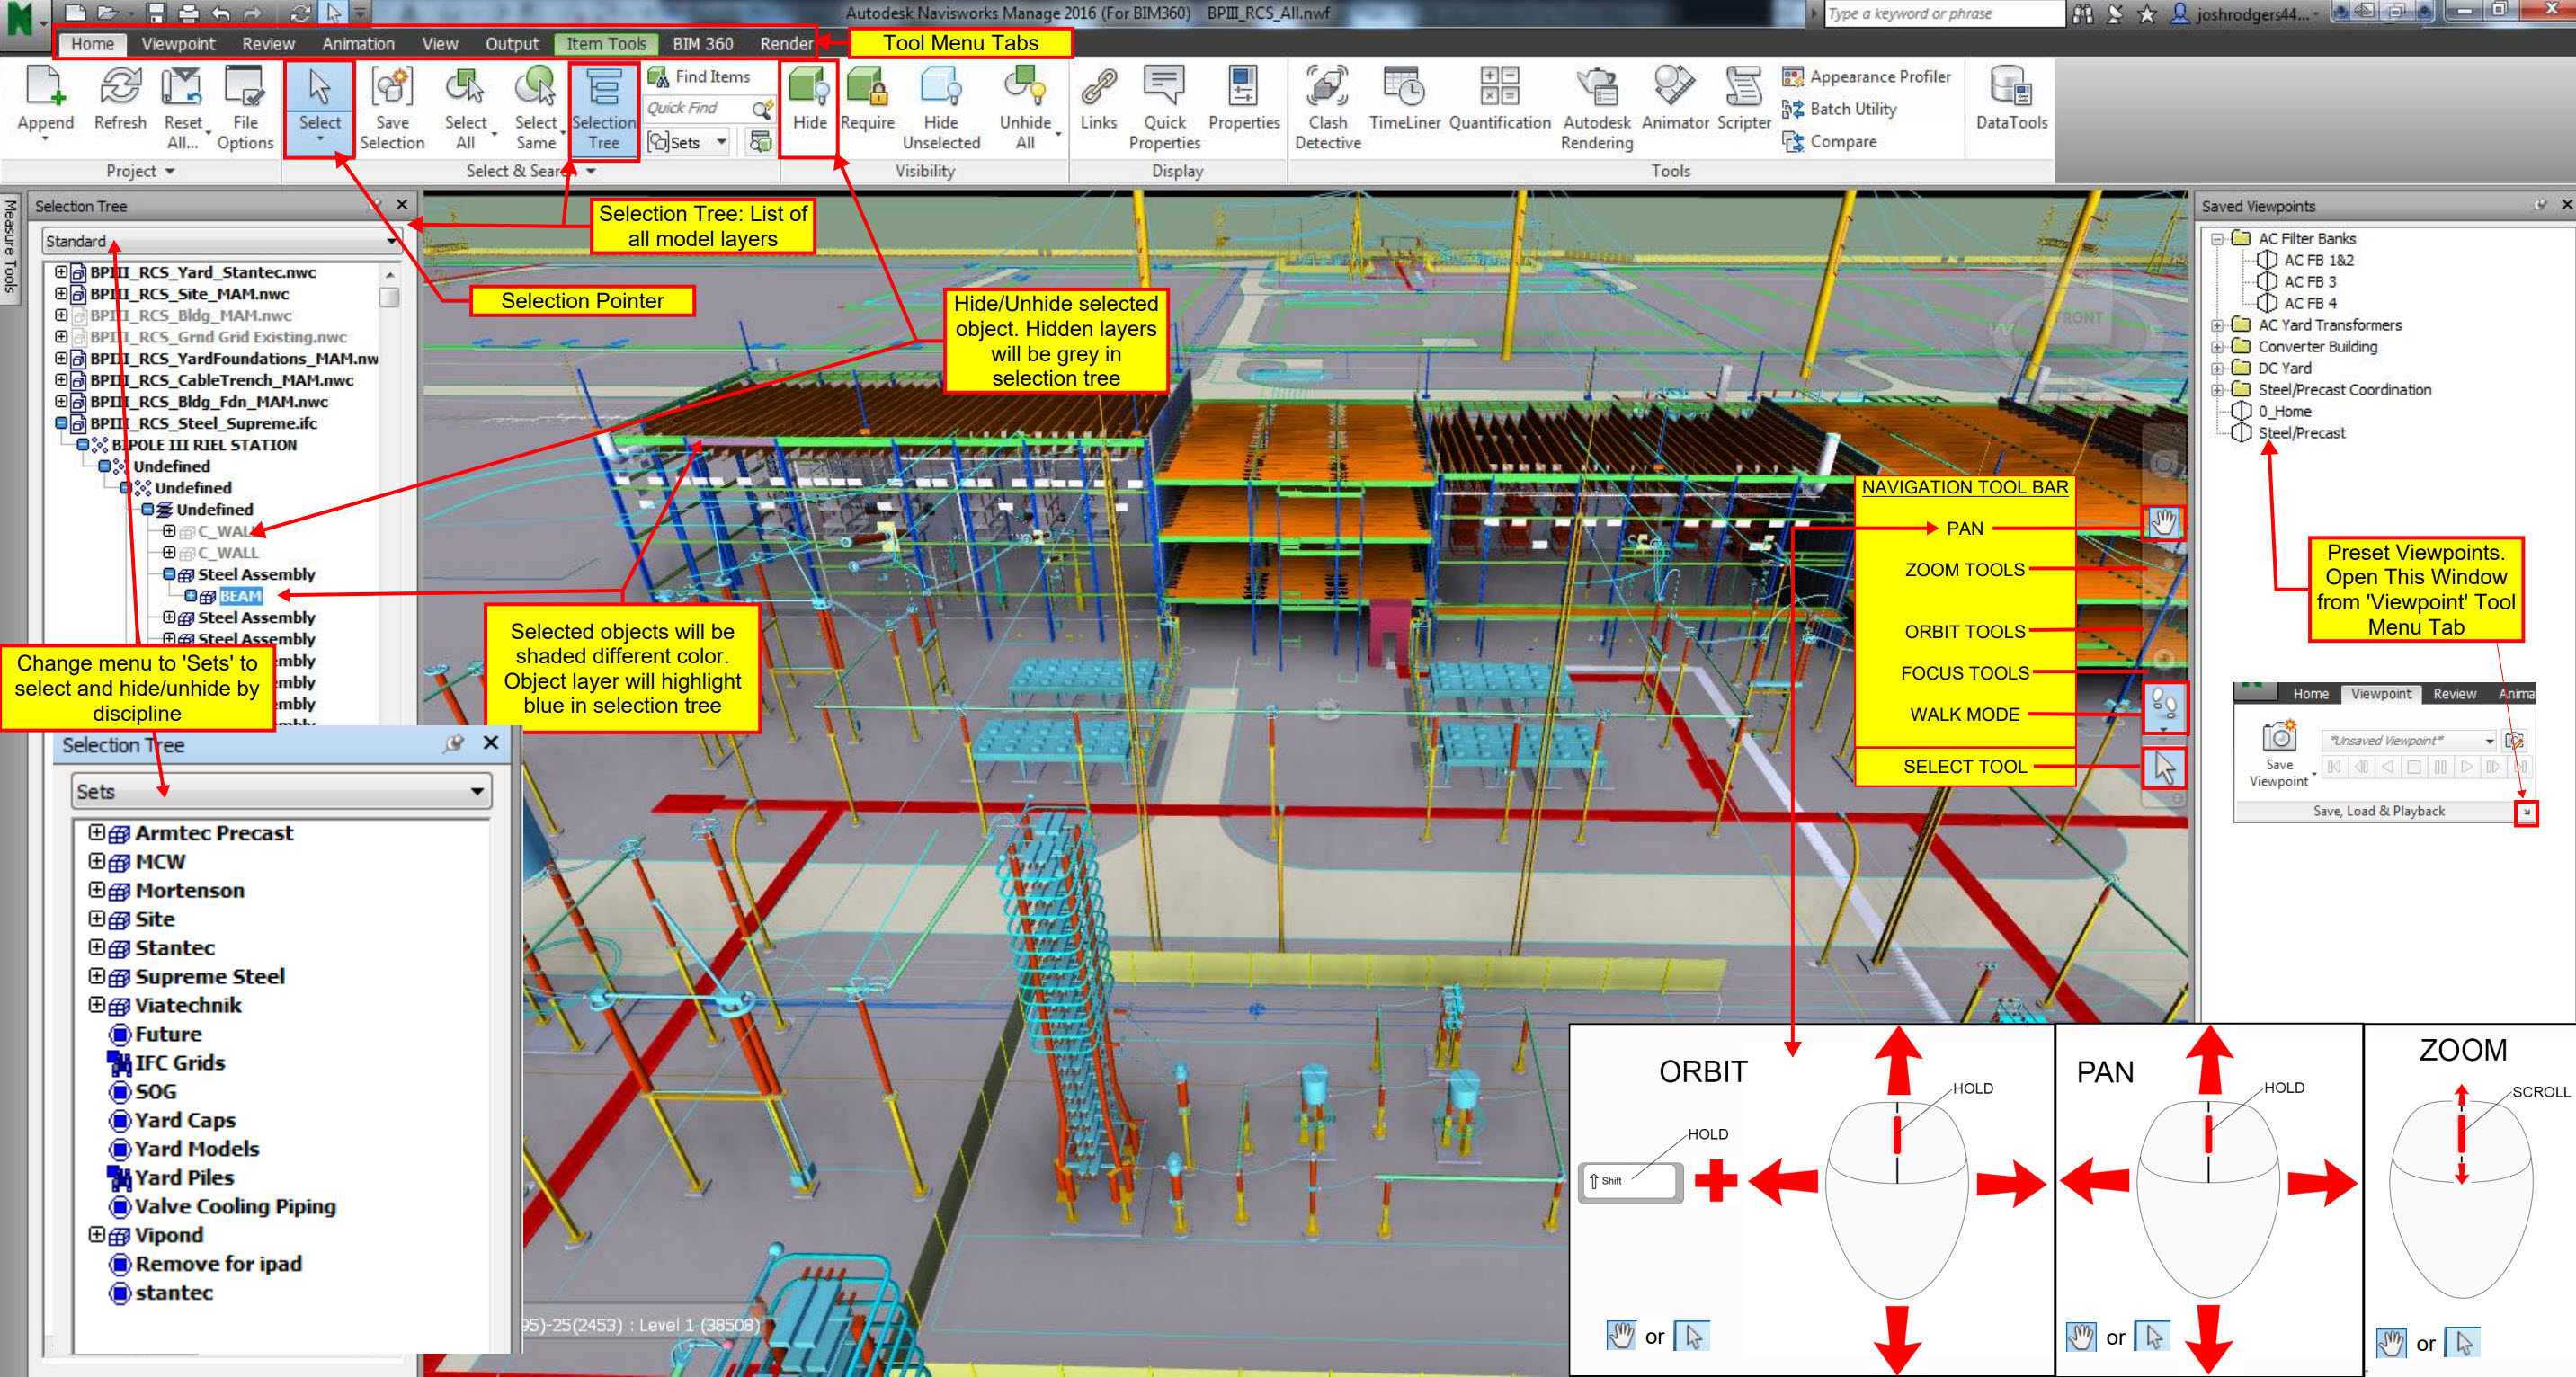 Autodesk Navisworks Manage 2016 (For BIM360) BPIII_RCS_All.nwf
Type a keyword or phrase
joshrodgers44...
Home Viewpoint Review Animation View Output Item Tools BIM 360 Render
Tool Menu Tabs
Append
Refresh
Reset
All...
File
Options
Project
Select
Save
Selection
Select
All
Select
Same
Selection
Tree
Find Items
Quick Find
Sets
Hide
Require
Hide
Unselected
Unhide
All
Visibility
Links
Quick
Properties
Properties
Display
Clash
Detective
TimeLiner
Quantification
Autodesk
Rendering
Animator
Scripter
Appearance Profiler
Batch Utility
Compare
Tools
DataTools
Measure Tools
Selection Tree
Standard
BPIII_RCS_Yard_Stantec.nwc
BPIII_RCS_Site_MAM.nwc
BPIII_RCS_Bldg_MAM.nwc
BPIII_RCS_Grnd Grid Existing.nwc
BPIII_RCS_YardFoundations_MAM.nw
BPIII_RCS_CableTrench_MAM.nwc
BPIII_RCS_Bldg_Fdn_MAM.nwc
BPIII_RCS_Steel_Supreme.ifc
BIPOLE III RIEL STATION
Undefined
Undefined
Undefined
C_WALL
C_WALL
Steel Assembly
BEAM
Steel Assembly
Steel Assembly
mbly
mbly
mbly
Selection Tree: List of
all model layers
Selection Pointer
Hide/Unhide selected
object. Hidden layers
will be grey in
selection tree
Selected objects will be
shaded different color.
Object layer will highlight
blue in selection tree
Change menu to 'Sets' to
select and hide/unhide by
discipline
Selection Tree
Sets
Armtec Precast
MCW
Mortenson
Site
Stantec
Supreme Steel
Viatechnik
Future
IFC Grids
SOG
Yard Caps
Yard Models
Yard Piles
Valve Cooling Piping
Vipond
Remove for ipad
stantec
95)-25(2453) : Level 1 (38508)
FRONT
W
NAVIGATION TOOL BAR
PAN
ZOOM TOOLS
ORBIT TOOLS
FOCUS TOOLS
WALK MODE
SELECT TOOL
Saved Viewpoints
AC Filter Banks
AC FB 1&2
AC FB 3
AC FB 4
AC Yard Transformers
Converter Building
DC Yard
Steel/Precast Coordination
0_Home
Steel/Precast
Preset Viewpoints.
Open This Window
from 'Viewpoint' Tool
Menu Tab
Home Viewpoint Review Anima
*Unsaved Viewpoint*
Save
Viewpoint
Save, Load & Playback
ORBIT
HOLD
HOLD
Shift
or
PAN
HOLD
or
ZOOM
SCROLL
or